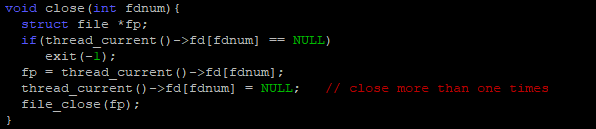 void close(int fdnum){
  struct file *fp;
  if(thread_current()->fd[fdnum] == NULL)
     exit(-1);
  fp = thread_current()->fd[fdnum];
  thread_current()->fd[fdnum] = NULL;   // close more than one times
  file_close(fp);
}